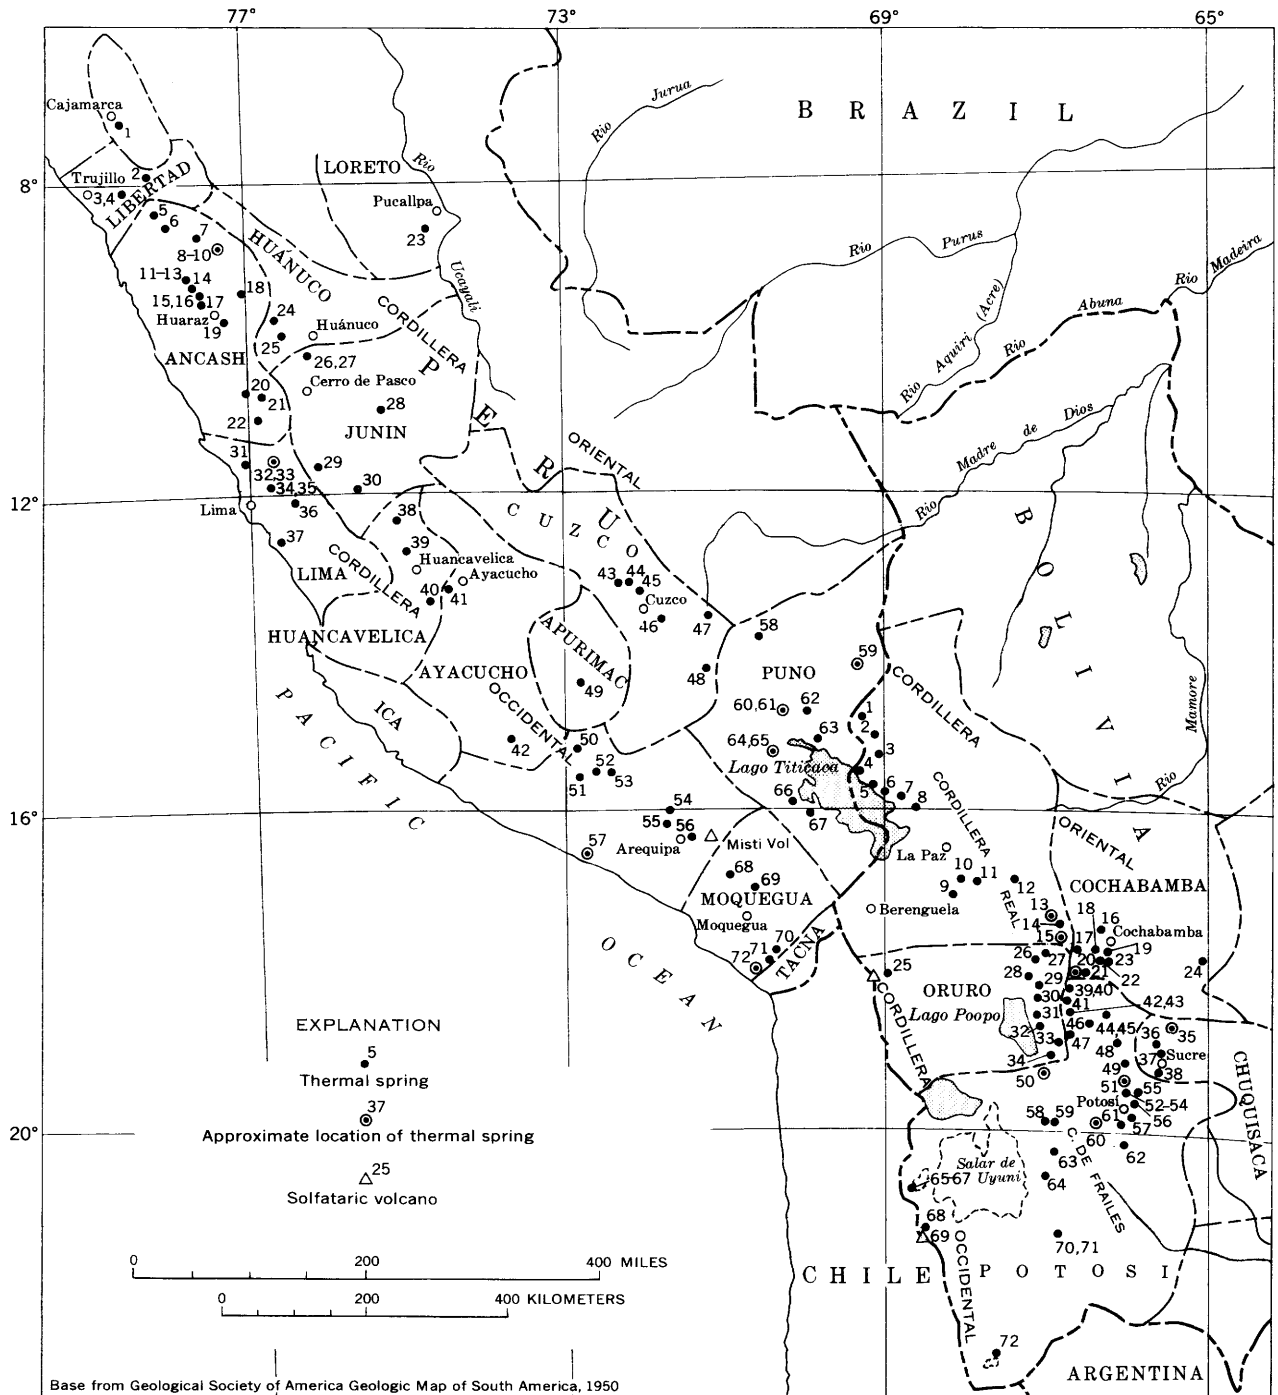 77° 73° 69° 65°
Cajamarca
1
BRAZIL
Rio Jurua
LORETO
Rio
Ucayali
Pucallpa
23
8°
Trujillo
2
3,4
LIBERTAD
5
6
7
8-10
HUÁNUCO
11-13
14
15,16
17
18
Huaraz
19
24
25
Huánuco
26,27
ANCASH
Cerro de Pasco
CORDILLERA
ORIENTAL
PERU
20
21
22
28
JUNIN
Rio Purus
Rio Aquiri (Acre)
Rio Abuna
Rio Madeira
Rio Madre de Dios
31
32,33
34,35
29
30
36
12°
Lima
37
LIMA
38
39
Huancavelica
Ayacucho
40
41
CORDILLERA
OCCIDENTAL
HUANCAVELICA
CUZCO
43
44
45
Cuzco
46
47
58
APURIMAC
AYACUCHO
48
49
PUNO
59
60,61
62
63
64,65
Lago Titicaca
66
67
ICA
42
50
51
52
53
PACIFIC
OCEAN
BOLIVIA
Rio Mamore
CORDILLERA
1
2
3
4
5
6
7
8
16°
54
55
56
57
Arequipa
Misti Vol
68
69
MOQUEGUA
Moquegua
70
71
72
TACNA
CORDILLERA
REAL
ORIENTAL
La Paz
9
10
11
12
Berenguela
COCHABAMBA
13
14
15
16
17
18
Cochabamba
19
20
21
22
23
24
25
26
27
28
29
30
31
32
33
34
ORURO
Lago Poopo
39,40
41
42,43
44,45
46
47
48
35
36
37
Sucre
38
49
50
51
Potosí
52-54
55
56
57
58
59
60
61
62
63
64
CORDILLERA
OCCIDENTAL
CHUQUISACA
C. DE FRAILES
Salar de
Uyuni
65-67
68
69
70,71
CHILE
POTOSI
72
ARGENTINA
20°
EXPLANATION
5
Thermal spring
37
Approximate location of thermal spring
25
Solfataric volcano
0 200 400 MILES
0 200 400 KILOMETERS
Base from Geological Society of America Geologic Map of South America, 1950